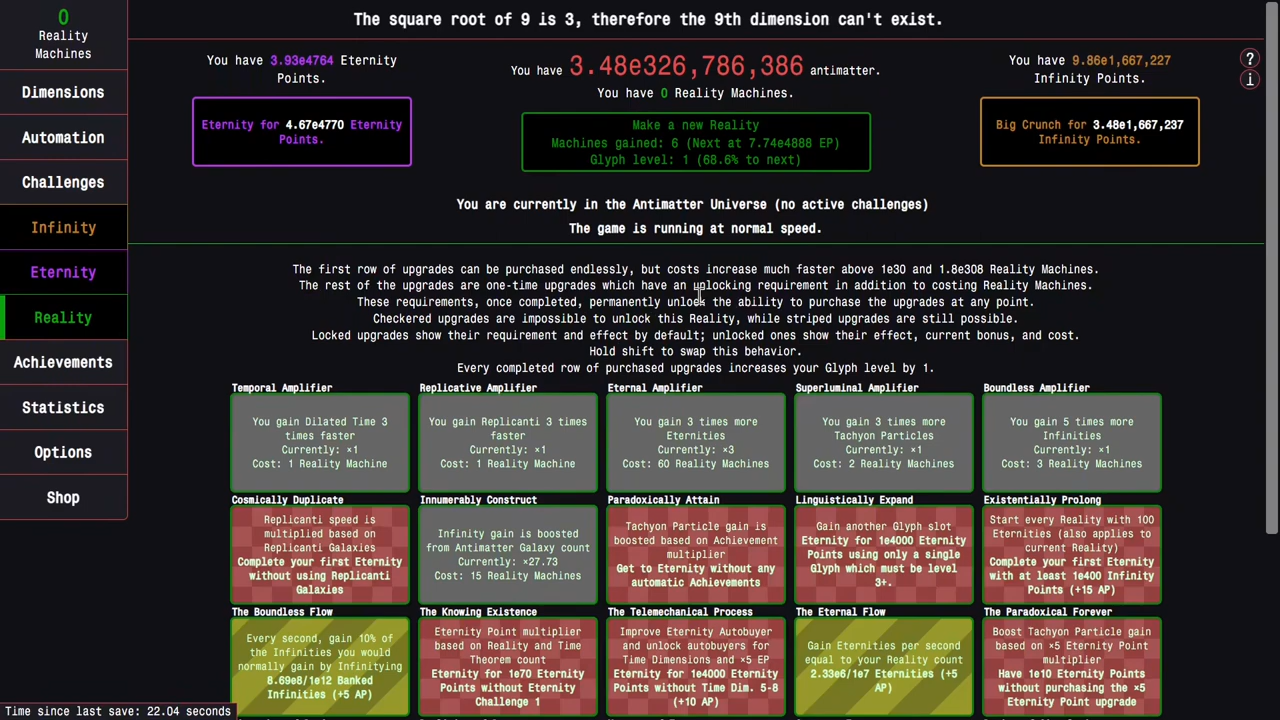 0
Reality
Machines
Dimensions
Automation
Challenges
Infinity
Eternity
Reality
Achievements
Statistics
Options
Shop
The square root of 9 is 3, therefore the 9th dimension can't exist.
You have 3.93e4764 Eternity
Points.
Eternity for 4.67e4770 Eternity
Points.
You have 3.48e326,786,386 antimatter.
You have 0 Reality Machines.
Make a new Reality
Machines gained: 6 (Next at 7.74e4888 EP)
Glyph level: 1 (68.6% to next)
You have 9.86e1,667,227
Infinity Points.
Big Crunch for 3.48e1,667,237
Infinity Points.
?
i
You are currently in the Antimatter Universe (no active challenges)
The game is running at normal speed.
The first row of upgrades can be purchased endlessly, but costs increase much faster above 1e30 and 1.8e308 Reality Machines.
The rest of the upgrades are one-time upgrades which have an unlocking requirement in addition to costing Reality Machines.
These requirements, once completed, permanently unlock the ability to purchase the upgrades at any point.
Checkered upgrades are impossible to unlock this Reality, while striped upgrades are still possible.
Locked upgrades show their requirement and effect by default; unlocked ones show their effect, current bonus, and cost.
Hold shift to swap this behavior.
Every completed row of purchased upgrades increases your Glyph level by 1.
Temporal Amplifier
You gain Dilated Time 3
times faster
Currently: ×1
Cost: 1 Reality Machine
Replicative Amplifier
You gain Replicanti 3 times
faster
Currently: ×1
Cost: 1 Reality Machine
Eternal Amplifier
You gain 3 times more
Eternities
Currently: ×3
Cost: 60 Reality Machines
Superluminal Amplifier
You gain 3 times more
Tachyon Particles
Currently: ×1
Cost: 2 Reality Machines
Boundless Amplifier
You gain 5 times more
Infinities
Currently: ×1
Cost: 3 Reality Machines
Cosmically Duplicate
Replicanti speed is
multiplied based on
Replicanti Galaxies
Complete your first Eternity
without using Replicanti
Galaxies
Innumerably Construct
Infinity gain is boosted
from Antimatter Galaxy count
Currently: ×27.73
Cost: 15 Reality Machines
Paradoxically Attain
Tachyon Particle gain is
boosted based on Achievement
multiplier
Get to Eternity without any
automatic Achievements
Linguistically Expand
Gain another Glyph slot
Eternity for 1e4000 Eternity
Points using only a single
Glyph which must be level
3+.
Existentially Prolong
Start every Reality with 100
Eternities (also applies to
current Reality)
Complete your first Eternity
with at least 1e400 Infinity
Points (+15 AP)
The Boundless Flow
Every second, gain 10% of
the Infinities you would
normally gain by Infinitying
8.69e8/1e12 Banked
Infinities (+5 AP)
The Knowing Existence
Eternity Point multiplier
based on Reality and Time
Theorem count
Eternity for 1e70 Eternity
Points without Eternity
Challenge 1
The Telemechanical Process
Improve Eternity Autobuyer
and unlock autobuyers for
Time Dimensions and ×5 EP
Eternity for 1e4000 Eternity
Points without Time Dim. 5-8
(+10 AP)
The Eternal Flow
Gain Eternities per second
equal to your Reality count
2.33e6/1e7 Eternities (+5
AP)
The Paradoxical Forever
Boost Tachyon Particle gain
based on ×5 Eternity Point
multiplier
Have 1e10 Eternity Points
without purchasing the ×5
Eternity Point upgrade
Time since last save: 22.04 seconds